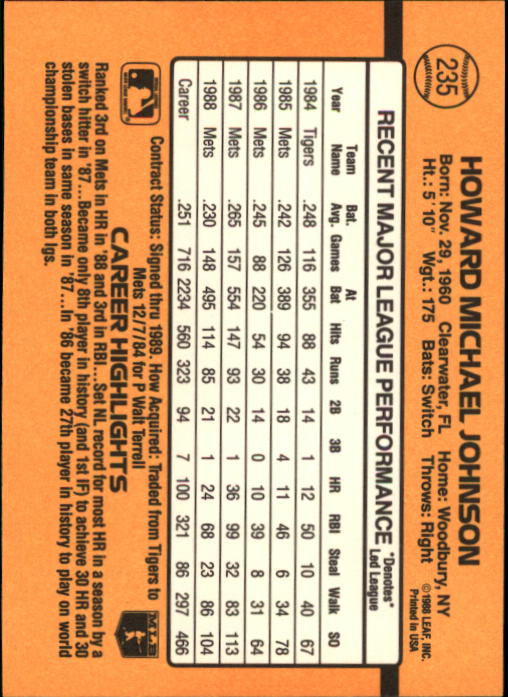 235
HOWARD MICHAEL JOHNSON
Born: Nov. 29, 1960 Clearwater, FL Home: Woodbury, NY
Ht.: 5' 10" Wgt.: 175 Bats: Switch Throws: Right
©1988 LEAF, INC.
Printed in USA
RECENT MAJOR LEAGUE PERFORMANCE
*Denotes*
Led League
Year Team Name Bat. Avg. Games At Bat Hits Runs 2B 3B HR RBI Steal Walk SO
1984 Tigers .248 116 355 88 43 14 1 12 50 10 40 67
1985 Mets .242 126 389 94 38 18 4 11 46 6 34 78
1986 Mets .245 88 220 54 30 14 0 10 39 8 31 64
1987 Mets .265 157 554 147 93 22 1 36 99 32 83 113
1988 Mets .230 148 495 114 85 21 1 24 68 23 86 104
Career .251 716 2234 560 323 94 7 100 321 86 297 466
Contract Status: Signed thru 1989. How Acquired: Traded from Tigers to
Mets 12/7/84 for P Walt Terrell
CAREER HIGHLIGHTS
Ranked 3rd on Mets in HR in '88 and 3rd in RBI...Set NL record for most HR in a season by a
switch hitter in '87...Became only 8th player in history (and 1st IF) to achieve 30 HR and 30
stolen bases in same season in '87...In '86 became 27th player in history to play on world
championship team in both lgs.